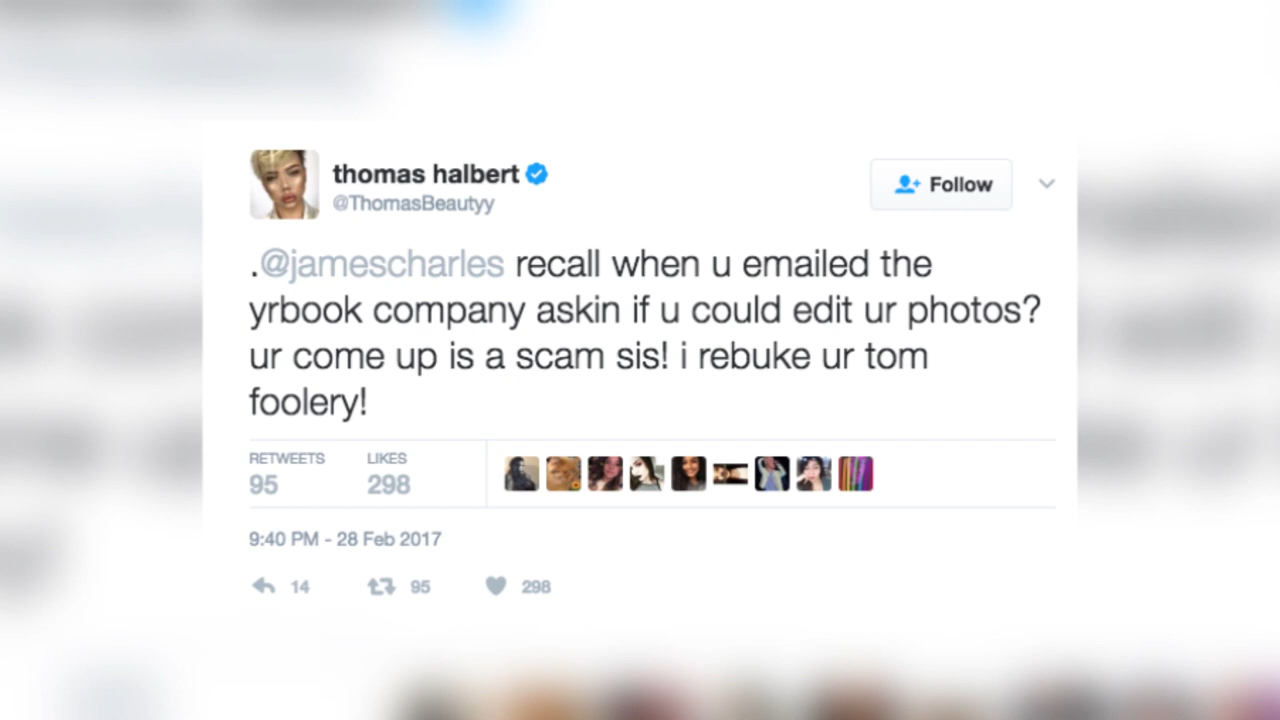 thomas halbert
@ThomasBeautyy
Follow
.@jamescharles recall when u emailed the
yrbook company askin if u could edit ur photos?
ur come up is a scam sis! i rebuke ur tom
foolery!
RETWEETS LIKES
95 298
9:40 PM - 28 Feb 2017
14 95 298